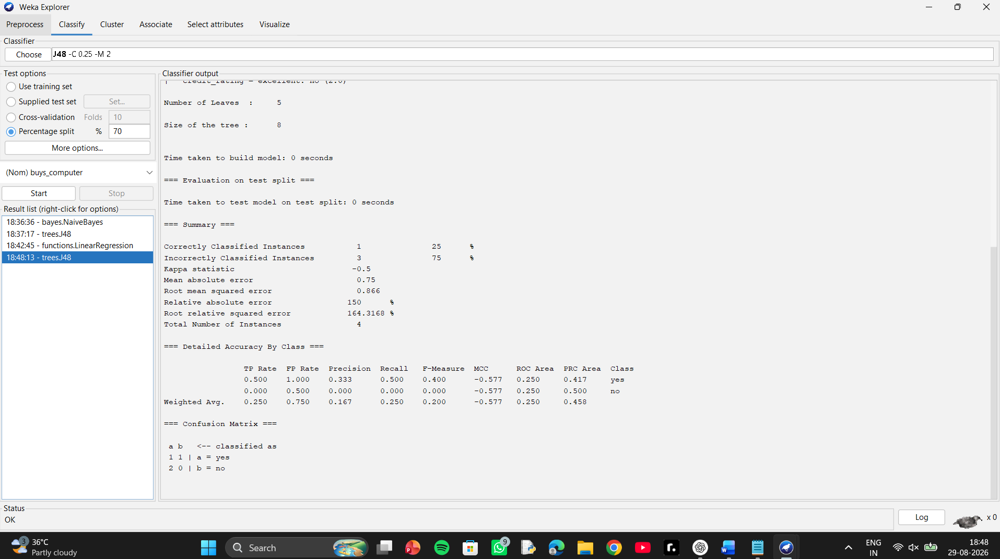 Weka Explorer
Preprocess Classify Cluster Associate Select attributes Visualize
Classifier
Choose J48 -C 0.25 -M 2
Test options
Use training set
Supplied test set Set...
Cross-validation Folds 10
Percentage split % 70
More options...
(Nom) buys_computer
Start Stop
Result list (right-click for options)
18:36:36 - bayes.NaiveBayes
18:37:17 - trees.J48
18:42:45 - functions.LinearRegression
18:48:13 - trees.J48
Classifier output
| credit_rating = excellent: no (2.0)
Number of Leaves : 5
Size of the tree : 8
Time taken to build model: 0 seconds
=== Evaluation on test split ===
Time taken to test model on test split: 0 seconds
=== Summary ===
Correctly Classified Instances 1 25 %
Incorrectly Classified Instances 3 75 %
Kappa statistic -0.5
Mean absolute error 0.75
Root mean squared error 0.866
Relative absolute error 150 %
Root relative squared error 164.3168 %
Total Number of Instances 4
=== Detailed Accuracy By Class ===
TP Rate FP Rate Precision Recall F-Measure MCC ROC Area PRC Area Class
0.500 1.000 0.333 0.500 0.400 -0.577 0.250 0.417 yes
0.000 0.500 0.000 0.000 0.000 -0.577 0.250 0.500 no
Weighted Avg. 0.250 0.750 0.167 0.250 0.200 -0.577 0.250 0.458
=== Confusion Matrix ===
a b <-- classified as
1 1 | a = yes
2 0 | b = no
Status
OK
Log x 0
3 36°C
Partly cloudy
Search
9
ENG
IN
18:48
29-08-2026